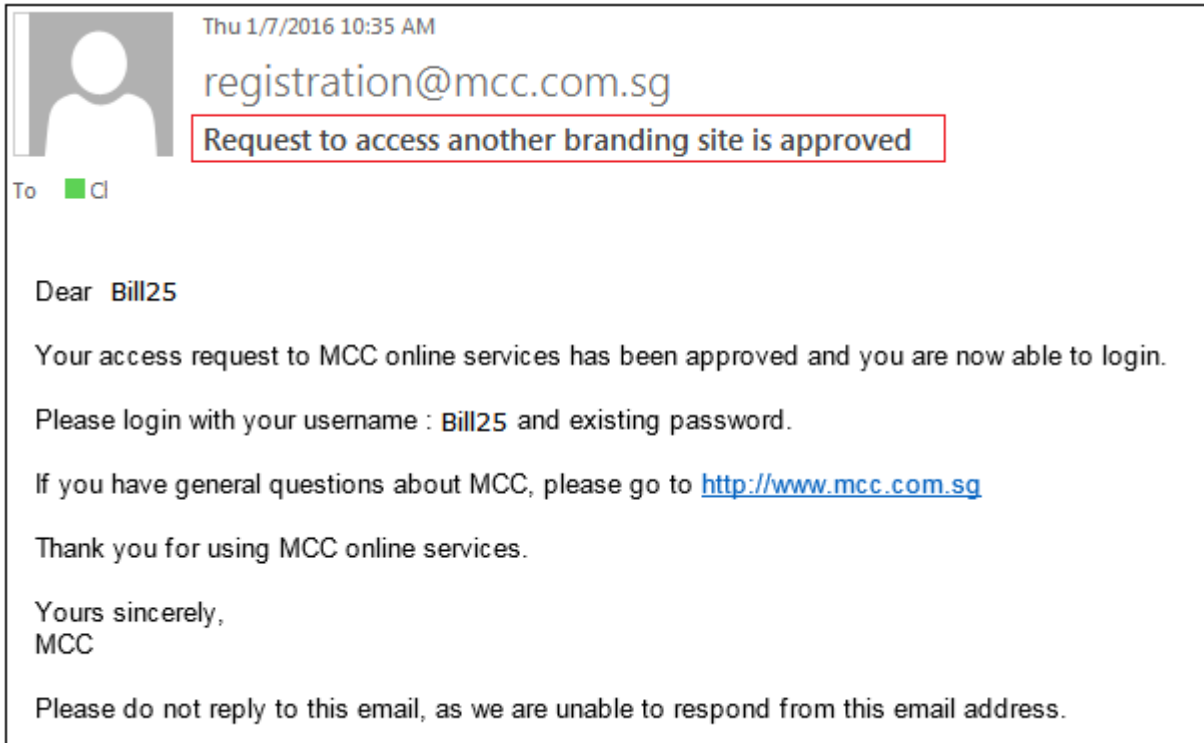 Thu 1/7/2016 10:35 AM
registration@mcc.com.sg
Request to access another branding site is approved
To Cl
Dear Bill25
Your access request to MCC online services has been approved and you are now able to login.
Please login with your username : Bill25 and existing password.
If you have general questions about MCC, please go to http://www.mcc.com.sg
Thank you for using MCC online services.
Yours sincerely,
MCC
Please do not reply to this email, as we are unable to respond from this email address.